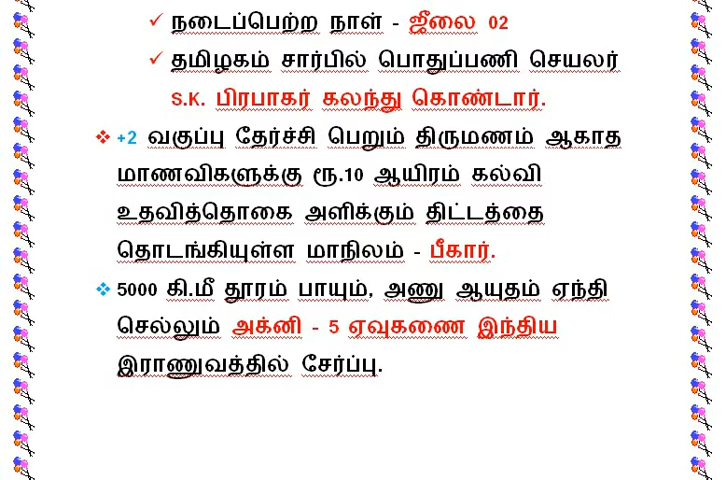 நடைப்பெற்ற நாள் - ஜீலை 02
தமிழகம் சார்பில் பொதுப்பணி செயலர்
S.K. பிரபாகர் கலந்து கொண்டார்.
+2 வகுப்பு தேர்ச்சி பெறும் திருமணம் ஆகாத
மாணவிகளுக்கு ரூ.10 ஆயிரம் கல்வி
உதவித்தொகை அளிக்கும் திட்டத்தை
தொடங்கியுள்ள மாநிலம் - பீகார்.
5000 கி.மீ தூரம் பாயும், அணு ஆயுதம் ஏந்தி
செல்லும் அக்னி - 5 ஏவுகணை இந்திய
இராணுவத்தில் சேர்ப்பு.